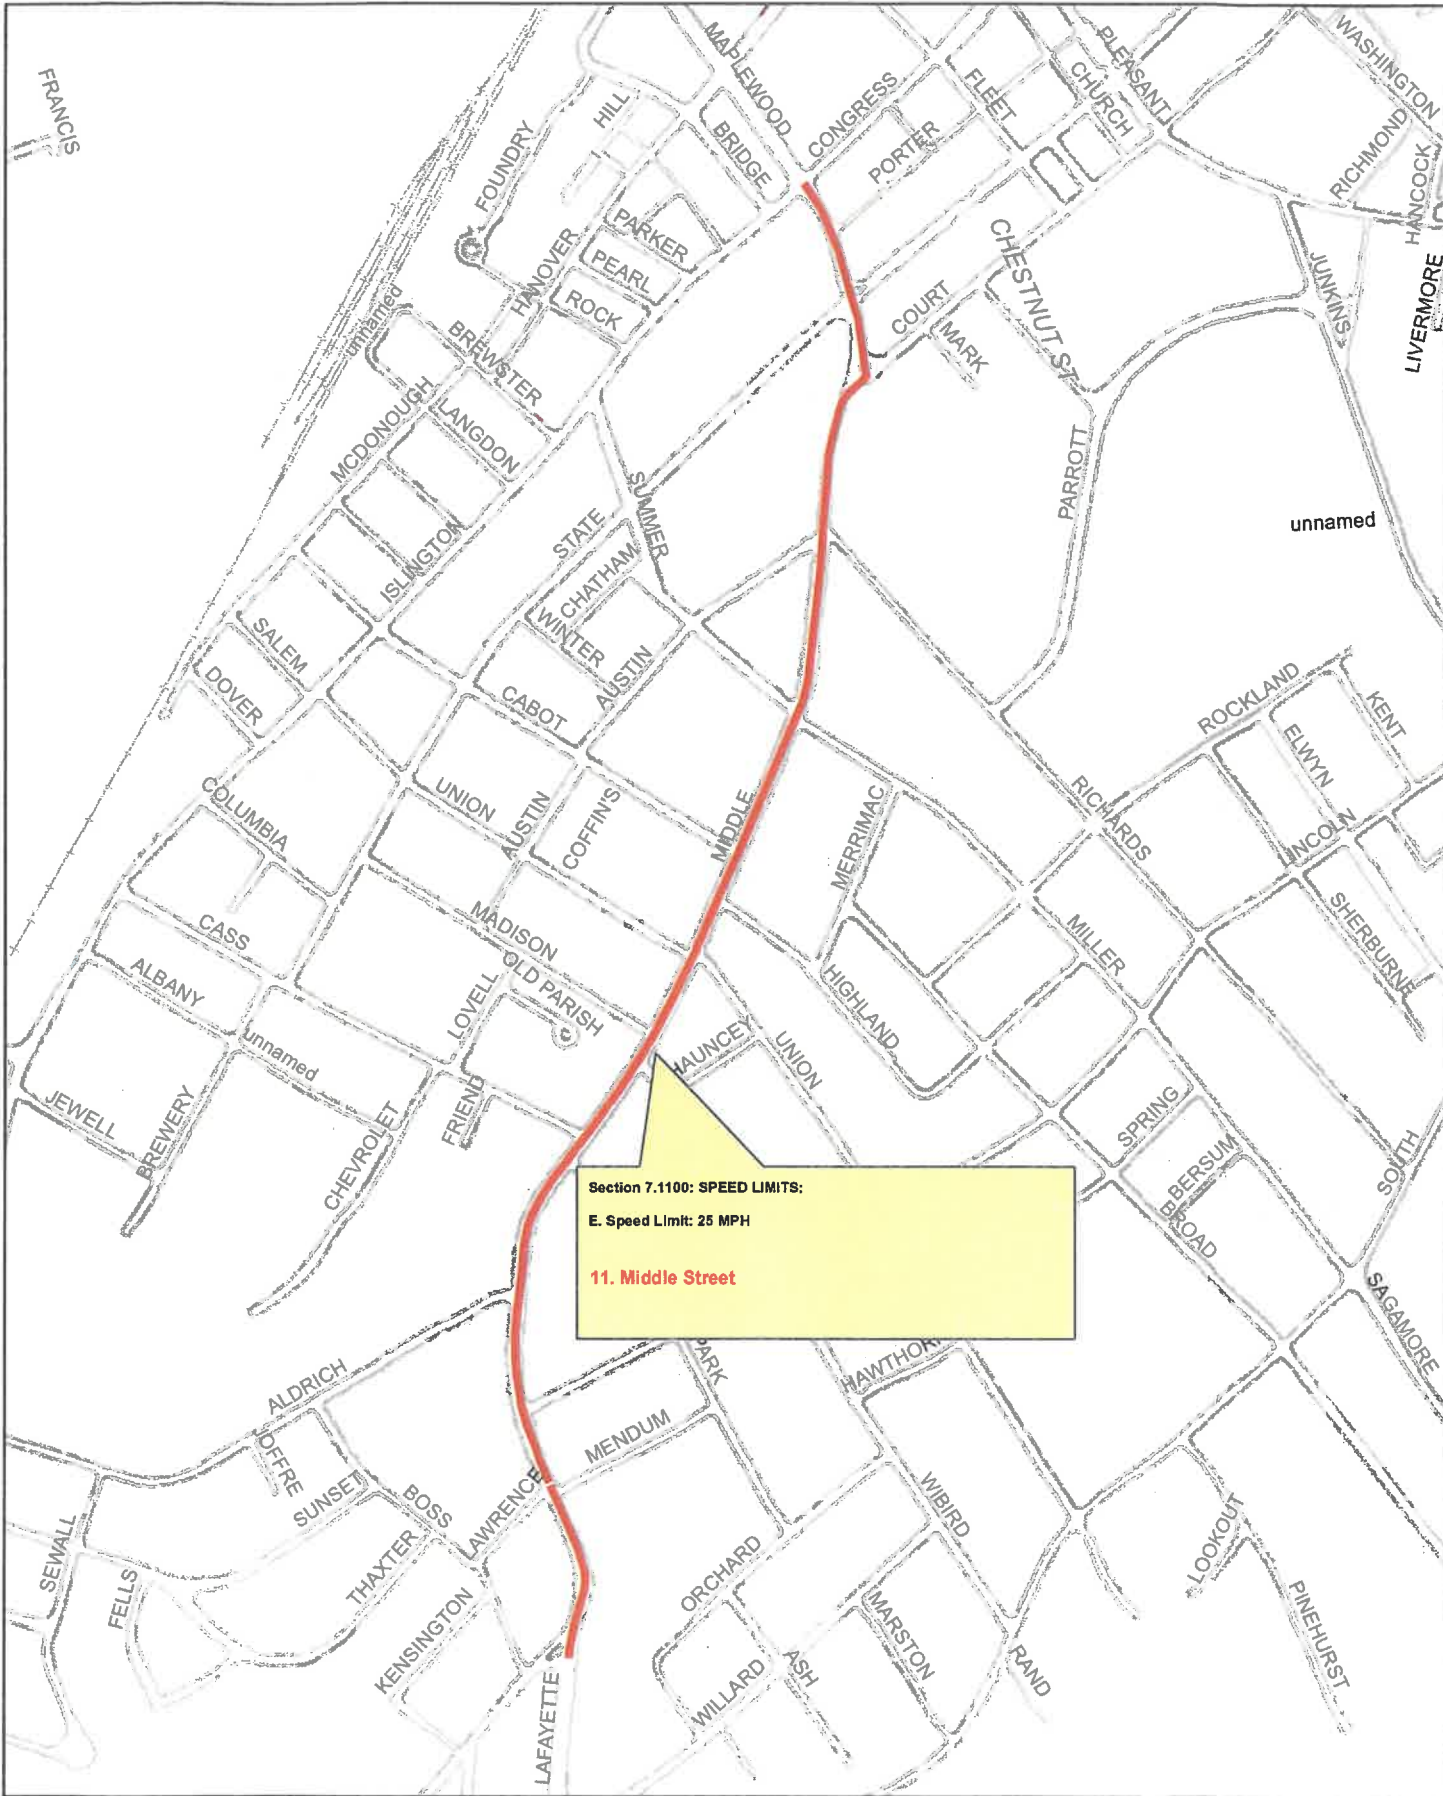 FRANCIS
MAPLEWOOD
CONGRESS
FLEET
PLEASANT
CHURCH
WASHINGTON
HILL
BRIDGE
PORTER
RICHMOND
HANCOCK
FOUNDRY
PARKER
PEARL
HANOVER
ROCK
CHESTNUT ST
JUNKINS
LIVERMORE
unnamed
BREWSTER
COURT
MARK
MCDONOUGH
LANGDON
SUMMER
STATE
PARROTT
unnamed
ISLINGTON
CHATHAM
WINTER
AUSTIN
SALEM
DOVER
CABOT
ROCKLAND
KENT
ELWYN
COLUMBIA
UNION
AUSTIN
COFFIN'S
MIDDLE
MERRIMAC
RICHARDS
LINCOLN
CASS
MADISON
OLD PARISH
MILLER
SHERBURNE
ALBANY
LOVELL
HIGHLAND
unnamed
HAUNCEY
UNION
JEWELL
BREWERY
FRIEND
CHEVROLET
SPRING
BERSUM
BROAD
SOUTH
Section 7.1100: SPEED LIMITS:
E. Speed Limit: 25 MPH
11. Middle Street
SAGAMORE
ALDRICH
PARK
HAWTHOR
JOFFRE
MENDUM
SUNSET
BOSS
LAWRENCE
WIBIRD
SEWALL
THAXTER
ORCHARD
LOOKOUT
FELLS
KENSINGTON
MARSTON
PINEHURST
WILLARD
ASH
RAND
LAFAYETTE